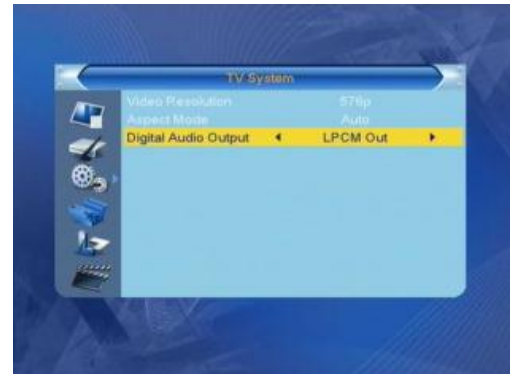 TV System
Video Resolution 576p
Aspect Mode Auto
Digital Audio Output LPCM Out